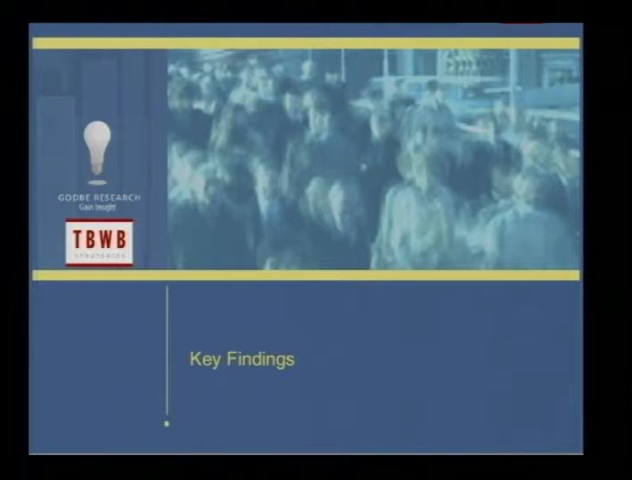 GODBE RESEARCH
Gain Insight
TBWB
STRATEGIES
Key Findings